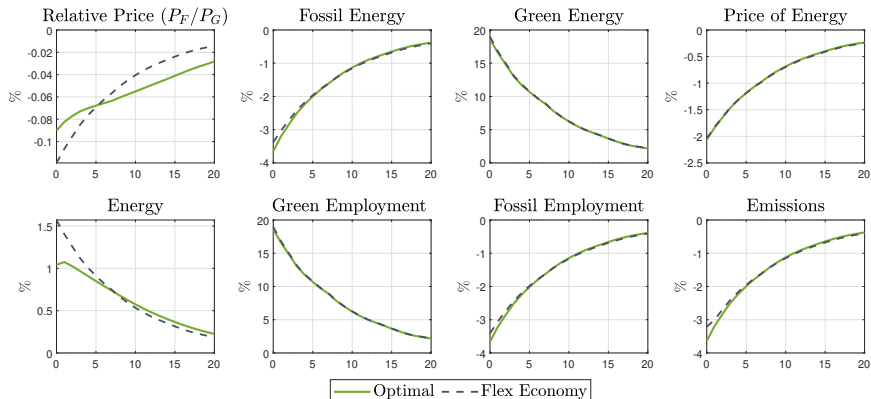 Relative Price (P_F/P_G)
Fossil Energy
Green Energy
Price of Energy
0
-0.02
-0.04
-0.06
-0.08
-0.1
%
0 5 10 15 20
0
-1
-2
-3
-4
%
0 5 10 15 20
20
15
10
5
0
%
0 5 10 15 20
0
-0.5
-1
-1.5
-2
-2.5
%
0 5 10 15 20
Energy
Green Employment
Fossil Employment
Emissions
1.5
1
0.5
0
%
0 5 10 15 20
20
15
10
5
0
%
0 5 10 15 20
-0
-1
-2
-3
-4
%
0 5 10 15 20
-0
-1
-2
-3
-4
%
0 5 10 15 20
Optimal Flex Economy